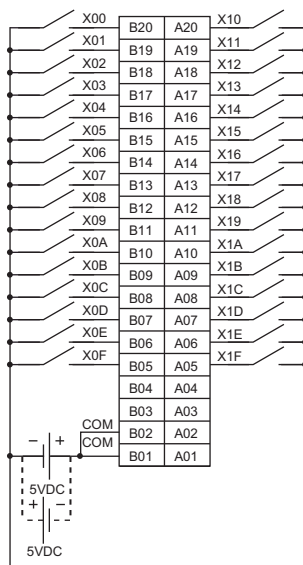 X00 B20 A20 X10
X01 B19 A19 X11
X02 B18 A18 X12
X03 B17 A17 X13
X04 B16 A16 X14
X05 B15 A15 X15
X06 B14 A14 X16
X07 B13 A13 X17
X08 B12 A12 X18
X09 B11 A11 X19
X0A B10 A10 X1A
X0B B09 A09 X1B
X0C B08 A08 X1C
X0D B07 A07 X1D
X0E B06 A06 X1E
X0F B05 A05 X1F
B04 A04
B03 A03
COM B02 A02
COM B01 A01
− +
5VDC
+ −
5VDC